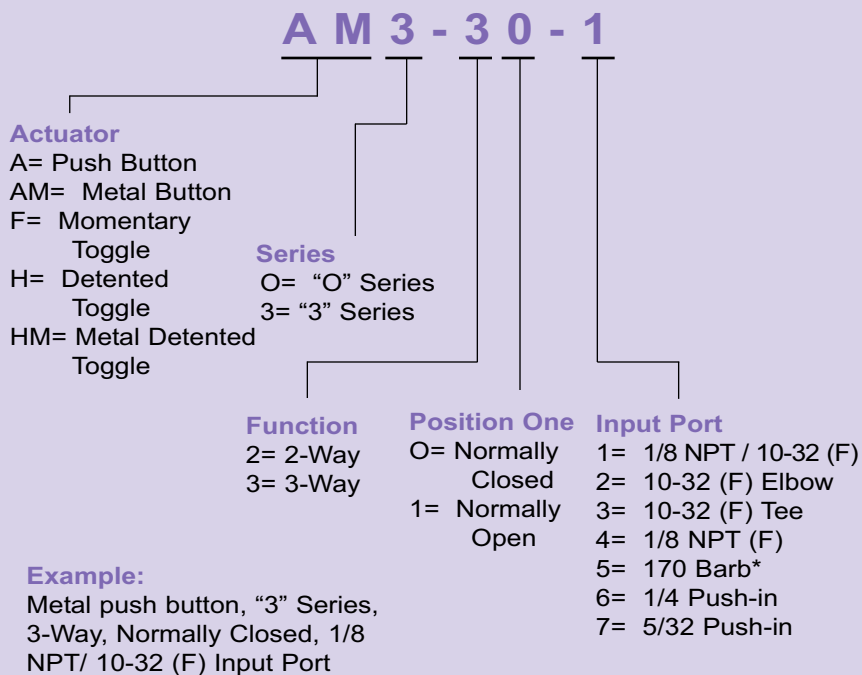 A M 3 - 3 0 - 1
Actuator
A= Push Button
AM= Metal Button
F= Momentary
Toggle
H= Detented
Toggle
HM= Metal Detented
Toggle
Series
O= “O” Series
3= “3” Series
Function
2= 2-Way
3= 3-Way
Position One
O= Normally
Closed
1= Normally
Open
Input Port
1= 1/8 NPT / 10-32 (F)
2= 10-32 (F) Elbow
3= 10-32 (F) Tee
4= 1/8 NPT (F)
5= 170 Barb*
6= 1/4 Push-in
7= 5/32 Push-in
Example:
Metal push button, “3” Series,
3-Way, Normally Closed, 1/8
NPT/ 10-32 (F) Input Port